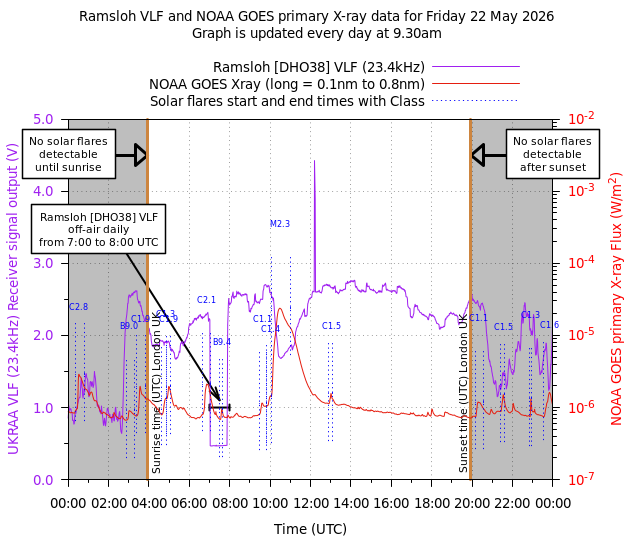 Ramsloh VLF and NOAA GOES primary X-ray data for Friday 22 May 2026
Graph is updated every day at 9.30am
Ramsloh [DHO38] VLF (23.4kHz)
NOAA GOES Xray (long = 0.1nm to 0.8nm)
Solar flares start and end times with Class
5.0
4.0
3.0
2.0
1.0
0.0
UKRAA VLF (23.4kHz) Receiver signal output (V)
10-2
10-3
10-4
10-5
10-6
10-7
NOAA GOES primary X-ray Flux (W/m2)
No solar flares
detectable
until sunrise
No solar flares
detectable
after sunset
Ramsloh [DHO38] VLF
off-air daily
from 7:00 to 8:00 UTC
C2.8
B9.0
C1.0
C1.3
C2.1
B9.4
C1.1
C1.4
M2.3
C1.5
C1.1
C1.5
C1.3
C1.6
Sunrise time (UTC) London UK
Sunset time (UTC) London UK
00:00 02:00 04:00 06:00 08:00 10:00 12:00 14:00 16:00 18:00 20:00 22:00 00:00
Time (UTC)